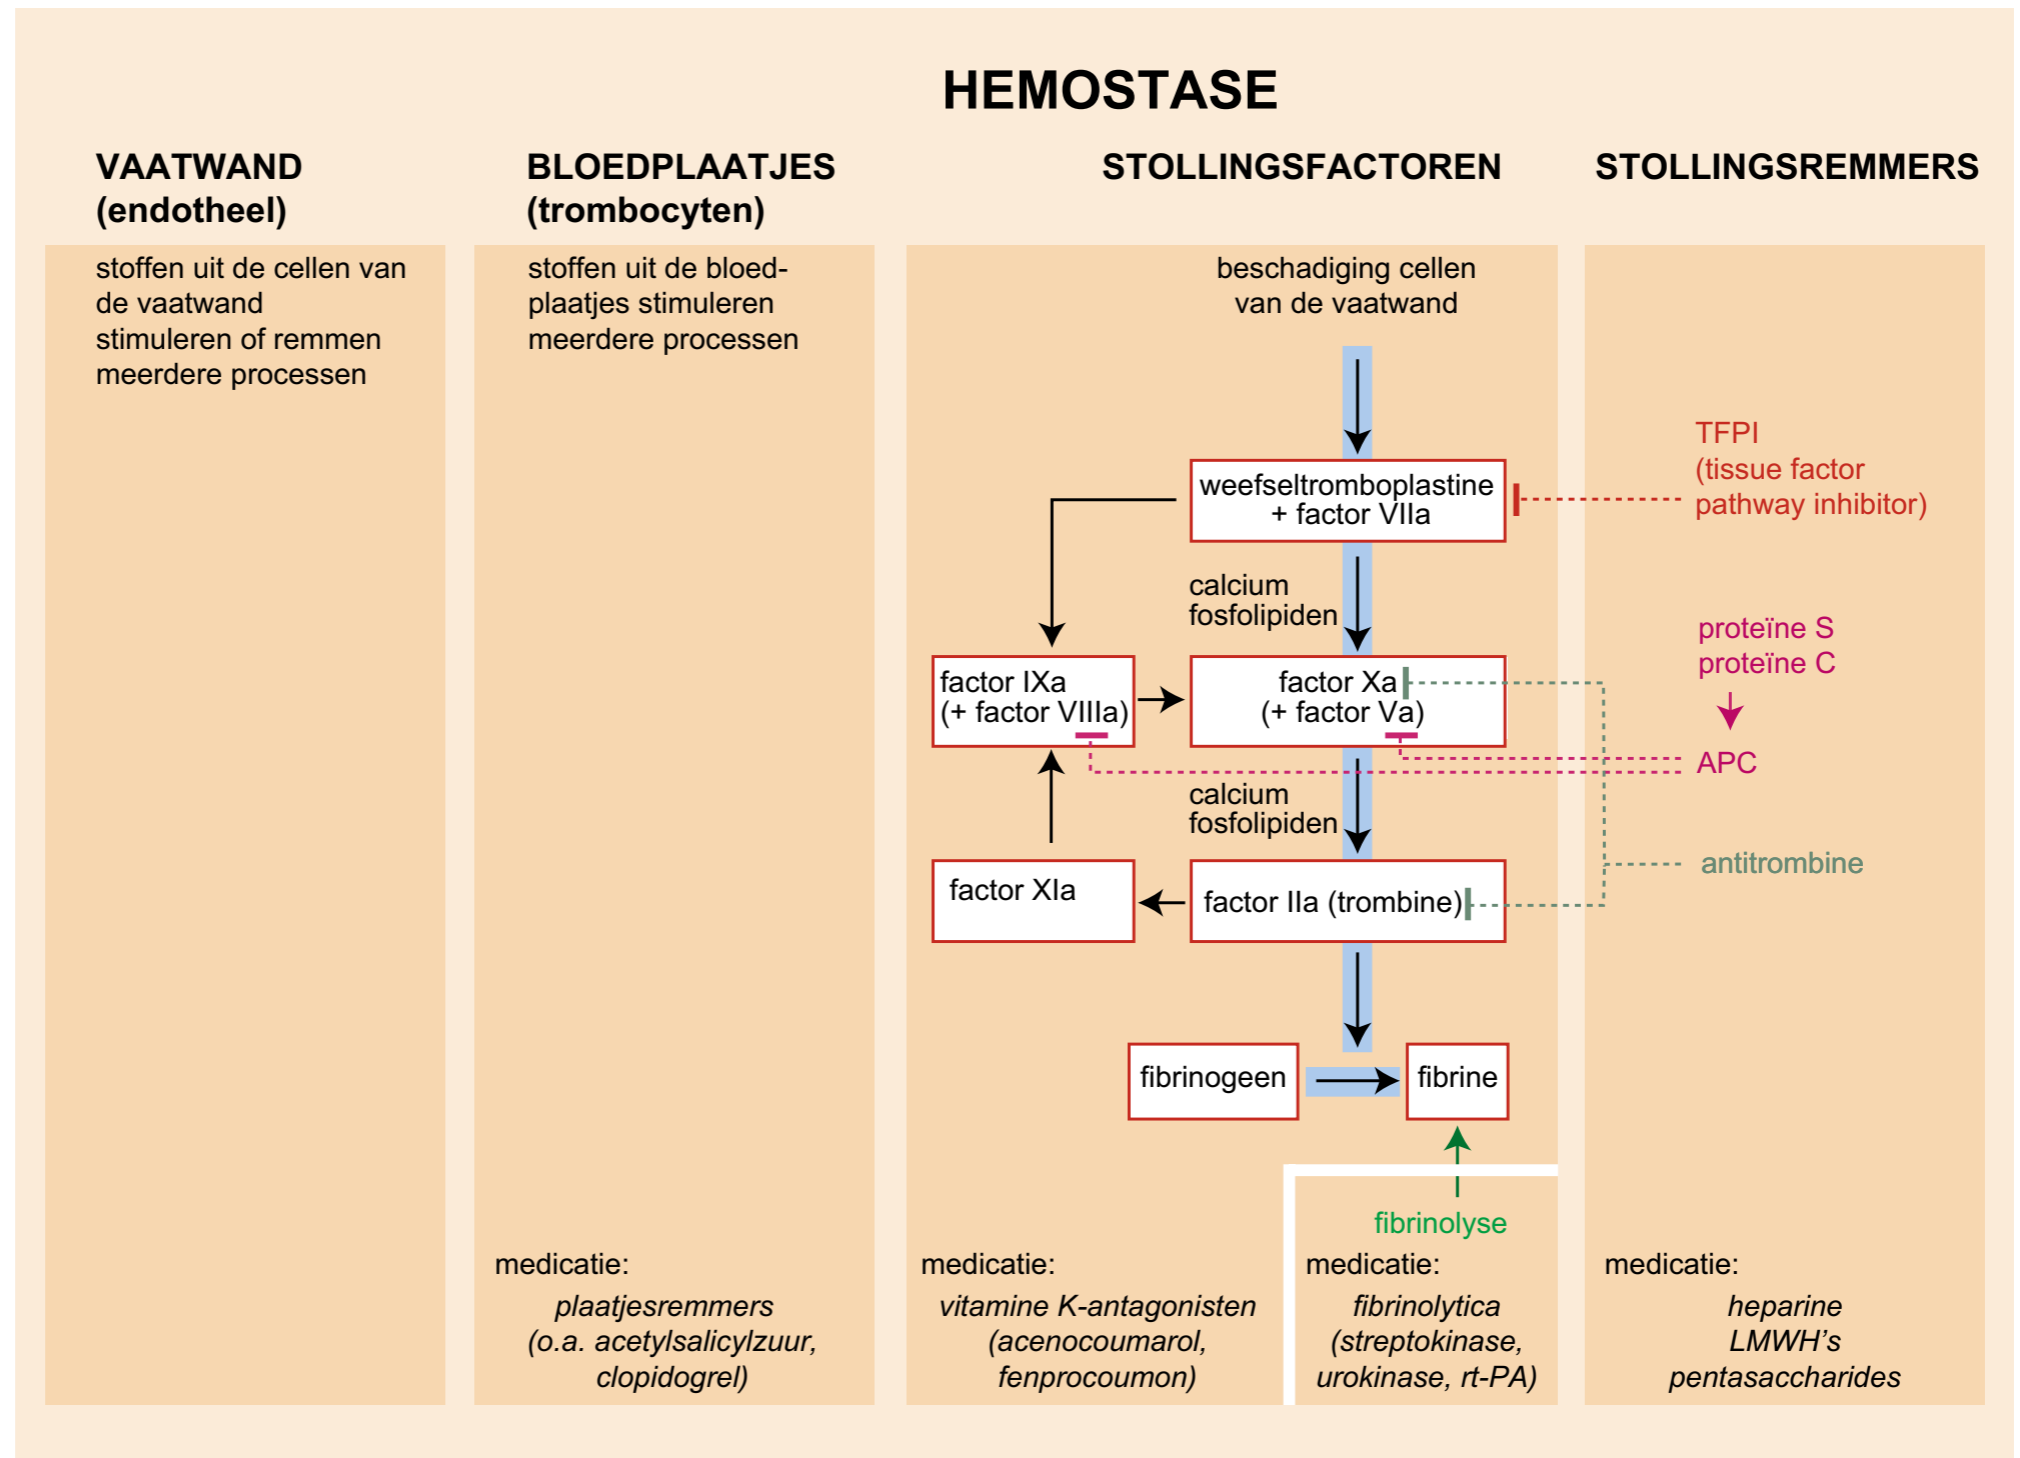 HEMOSTASE
VAATWAND
(endotheel)
stoffen uit de cellen van
de vaatwand
stimuleren of remmen
meerdere processen
BLOEDPLAATJES
(trombocyten)
stoffen uit de bloed-
plaatjes stimuleren
meerdere processen
medicatie:
plaatjesremmers
(o.a. acetylsalicylzuur,
clopidogrel)
STOLLINGSFACTOREN
beschadiging cellen
van de vaatwand
weefseltromboplastine
+ factor VIIa
calcium
fosfolipiden
factor IXa
(+ factor VIIIa)
factor Xa
(+ factor Va)
calcium
fosfolipiden
factor XIa
factor IIa (trombine)
fibrinogeen
fibrine
fibrinolyse
medicatie:
vitamine K-antagonisten
(acenocoumarol,
fenprocoumon)
medicatie:
fibrinolytica
(streptokinase,
urokinase, rt-PA)
STOLLINGSREMMERS
TFPI
(tissue factor
pathway inhibitor)
proteïne S
proteïne C
APC
antitrombine
medicatie:
heparine
LMWH’s
pentasaccharides